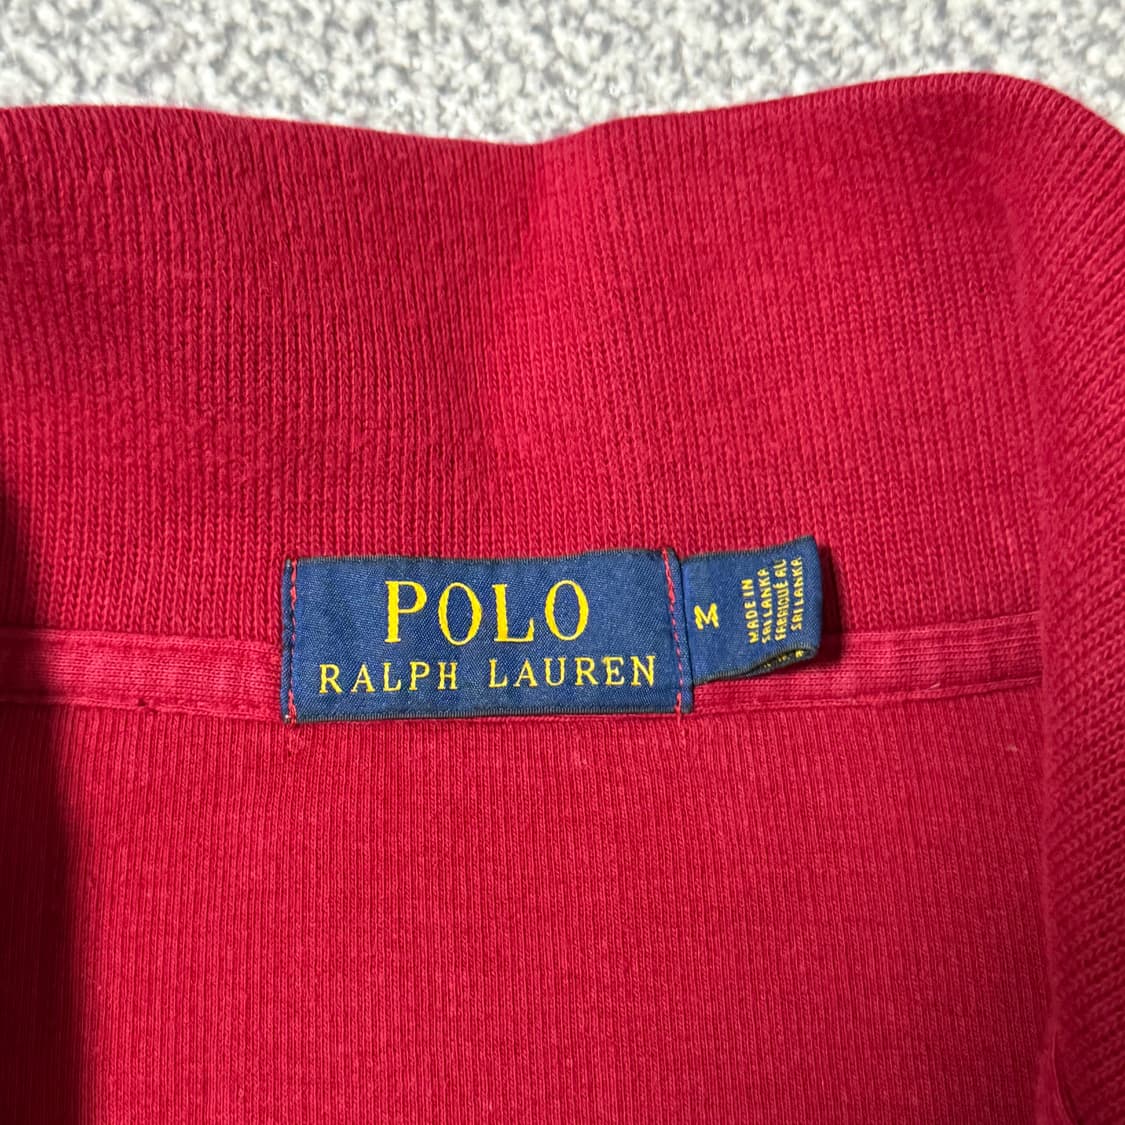 POLO
RALPH LAUREN
M
MADE IN
SRI LANKA
FABRIQUÉ AU
SRI LANKA